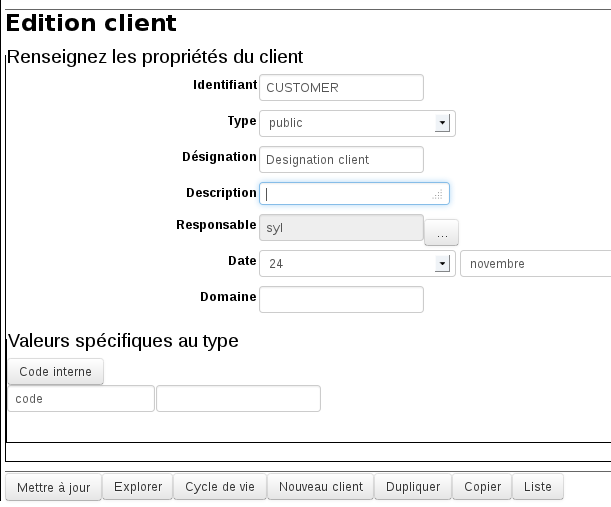 Edition client
Renseignez les propriétés du client
Identifiant CUSTOMER
Type public
Désignation Designation client
Description
Responsable syl ...
Date 24 novembre
Domaine
Valeurs spécifiques au type
Code interne
code
Mettre à jour Explorer Cycle de vie Nouveau client Dupliquer Copier Liste